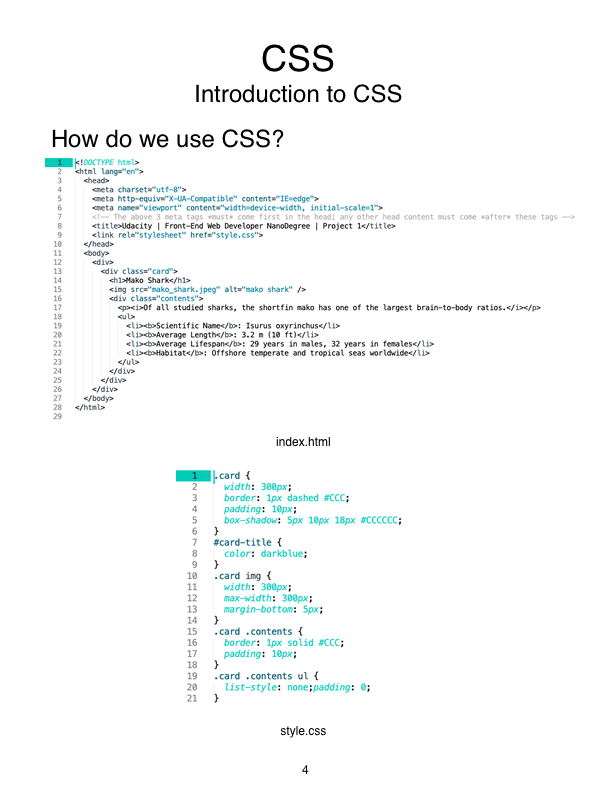 CSS
Introduction to CSS
How do we use CSS?
1 <!DOCTYPE html>
2 <html lang="en">
3 <head>
4 <meta charset="utf-8">
5 <meta http-equiv="X-UA-Compatible" content="IE=edge">
6 <meta name="viewport" content="width=device-width, initial-scale=1">
7 <!-- The above 3 meta tags *must* come first in the head; any other head content must come *after* these tags -->
8 <title>Udacity | Front-End Web Developer NanoDegree | Project 1</title>
9 <link rel="stylesheet" href="style.css">
10 </head>
11 <body>
12 <div>
13 <div class="card">
14 <h1>Mako Shark</h1>
15 <img src="mako_shark.jpeg" alt="mako shark" />
16 <div class="contents">
17 <p><i>Of all studied sharks, the shortfin mako has one of the largest brain-to-body ratios.</i></p>
18 <ul>
19 <li><b>Scientific Name</b>: Isurus oxyrinchus</li>
20 <li><b>Average Length</b>: 3.2 m (10 ft)</li>
21 <li><b>Average Lifespan</b>: 29 years in males, 32 years in females</li>
22 <li><b>Habitat</b>: Offshore temperate and tropical seas worldwide</li>
23 </ul>
24 </div>
25 </div>
26 </div>
27 </body>
28 </html>
29
index.html
1 .card {
2 width: 300px;
3 border: 1px dashed #CCC;
4 padding: 10px;
5 box-shadow: 5px 10px 18px #CCCCCC;
6 }
7 #card-title {
8 color: darkblue;
9 }
10 .card img {
11 width: 300px;
12 max-width: 300px;
13 margin-bottom: 5px;
14 }
15 .card .contents {
16 border: 1px solid #CCC;
17 padding: 10px;
18 }
19 .card .contents ul {
20 list-style: none;padding: 0;
21 }
style.css
4